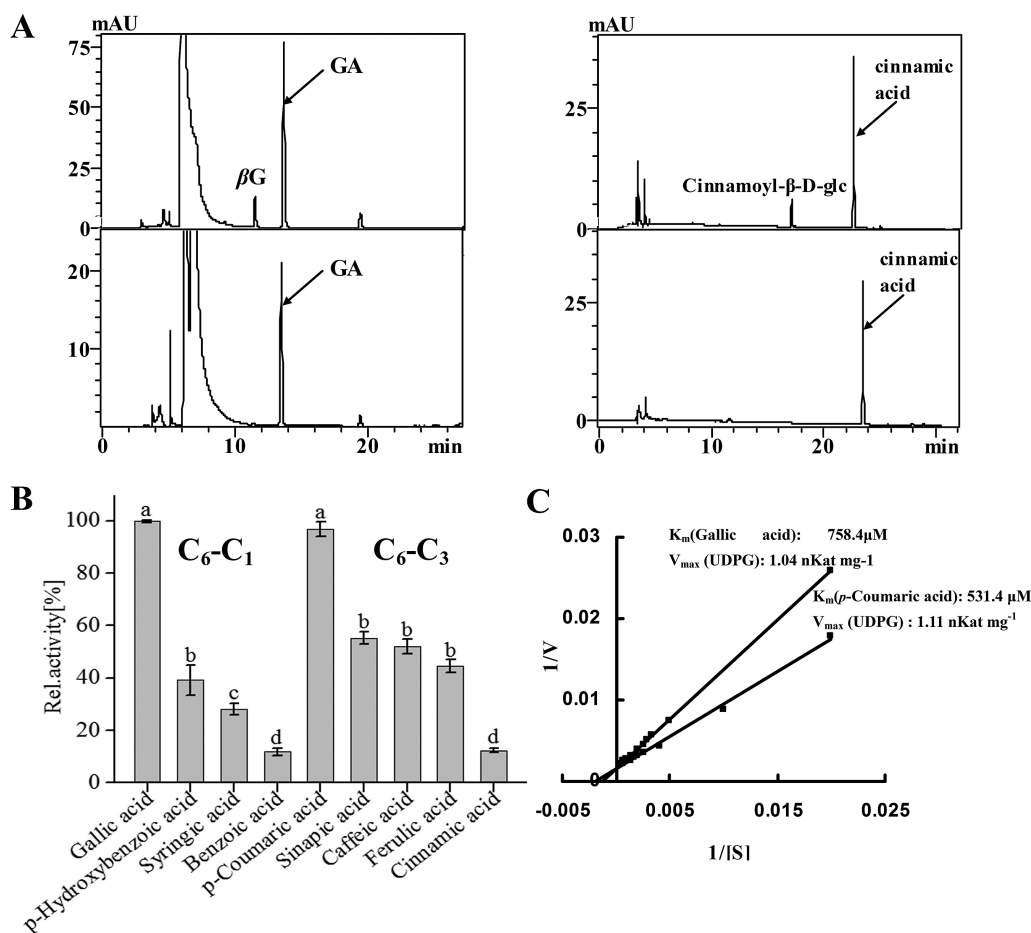 A
mAU
75
50
25
0
GA
βG
20
10
GA
0
10
20
min
mAU
25
0
cinnamic
acid
Cinnamoyl-β-D-glc
25
0
cinnamic
acid
0
10
20
min
B
Rel.activity[%]
100
80
60
40
20
0
C6-C1
C6-C3
a
b
c
d
a
b
b
b
d
Gallic acid
p-Hydroxybenzoic acid
Syringic acid
Benzoic acid
p-Coumaric acid
Sinapic acid
Caffeic acid
Ferulic acid
Cinnamic acid
C
1/V
0.03
0.02
0.01
0
Km(Gallic acid): 758.4μM
Vmax (UDPG): 1.04 nKat mg-1
Km(p-Coumaric acid): 531.4 μM
Vmax (UDPG) : 1.11 nKat mg-1
-0.005
0.005
0.015
0.025
1/[S]